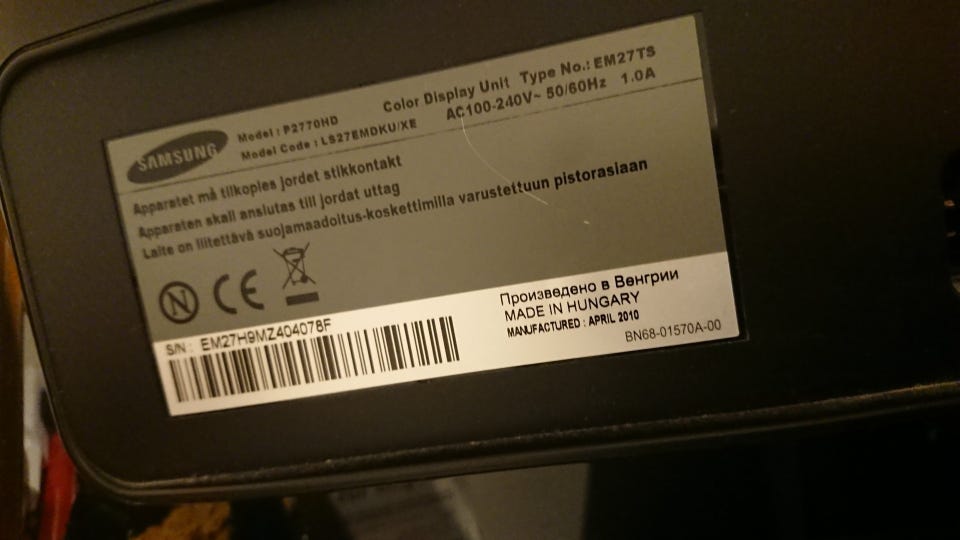 SAMSUNG
Model : P2770HD
Model Code : LS27EMDKU/XE
Color Display Unit Type No.: EM27TS
AC100-240V~ 50/60Hz 1.0A
Apparatet må tilkoples jordet stikkontakt
Apparaten skall anslutas till jordat uttag
Laite on liitettävä suojamaadoitus-koskettimilla varustettuun pistorasiaan
N
CE
S/N : EM27H9MZ404078F
Произведено в Венгрии
MADE IN HUNGARY
MANUFACTURED : APRIL 2010
BN68-01570A-00